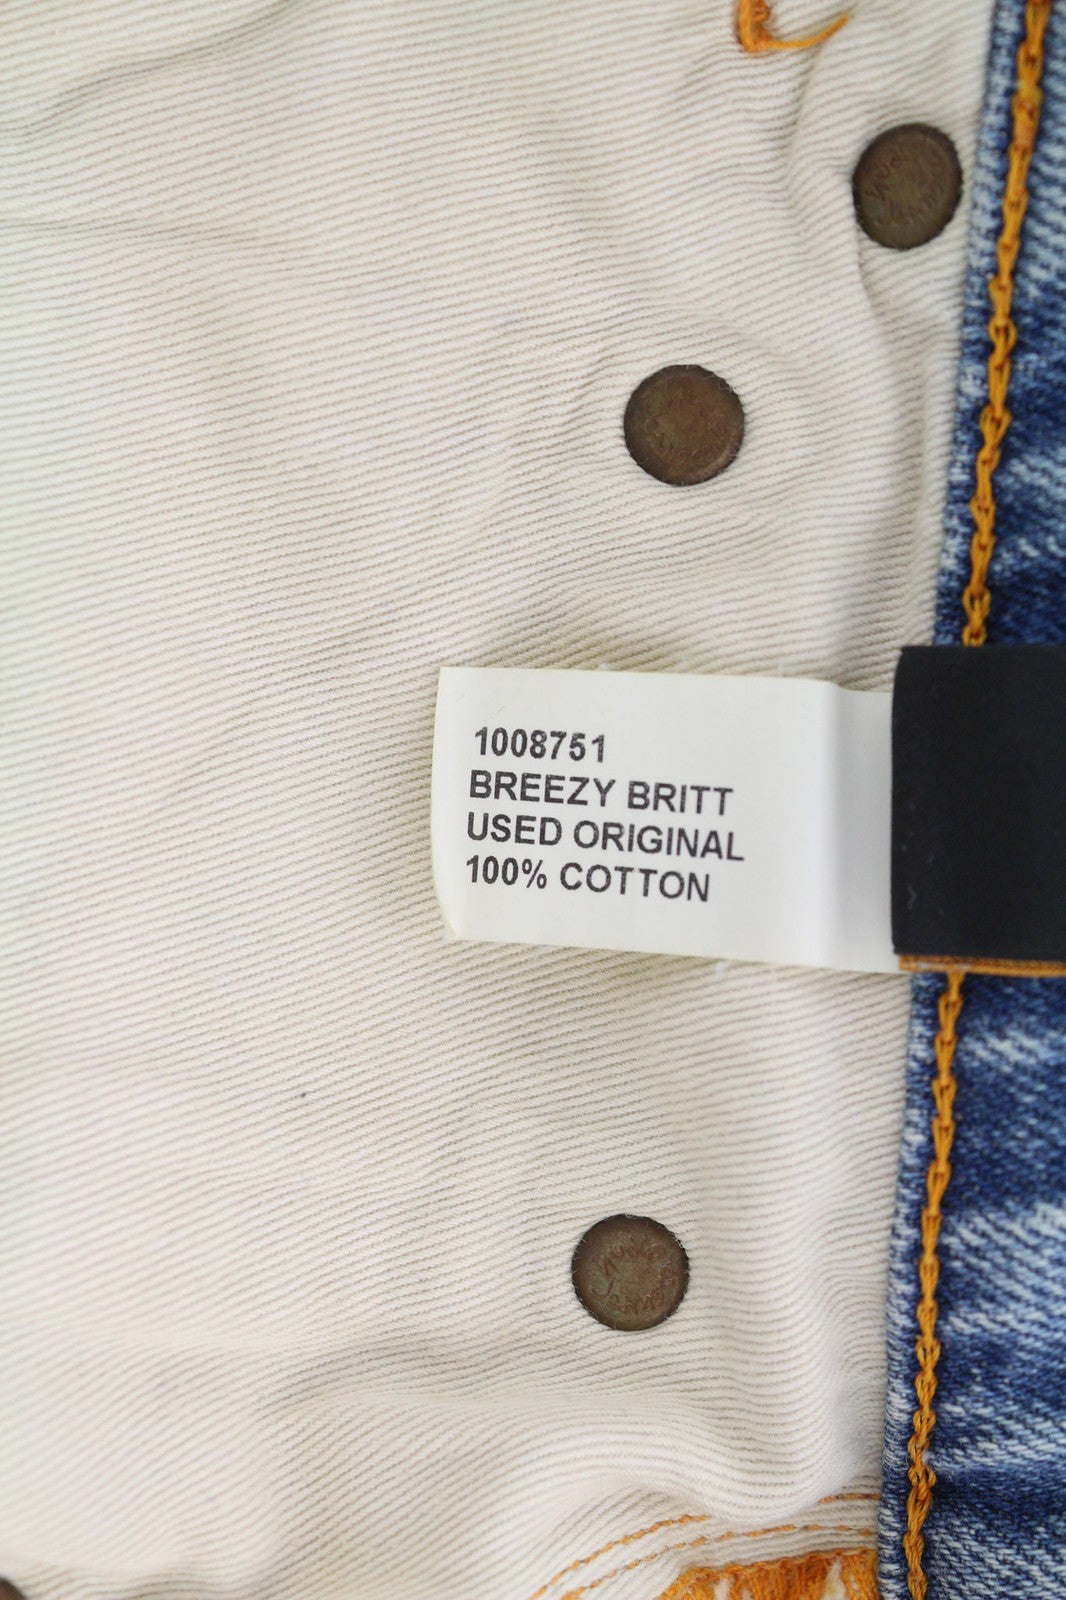 1008751
BREEZY BRITT
USED ORIGINAL
100% COTTON